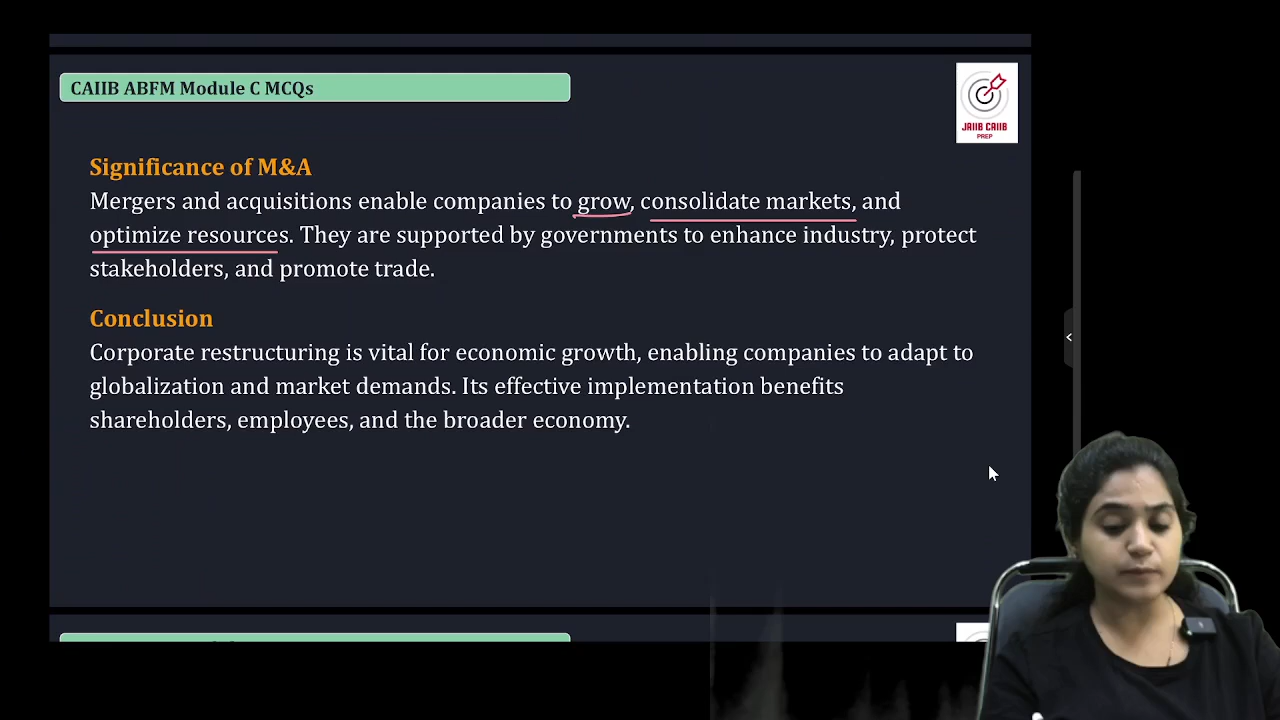 CAIIB ABFM Module C MCQs
JAIIB CAIIB
PREP
Significance of M&A
Mergers and acquisitions enable companies to grow, consolidate markets, and
optimize resources. They are supported by governments to enhance industry, protect
stakeholders, and promote trade.
Conclusion
Corporate restructuring is vital for economic growth, enabling companies to adapt to
globalization and market demands. Its effective implementation benefits
shareholders, employees, and the broader economy.